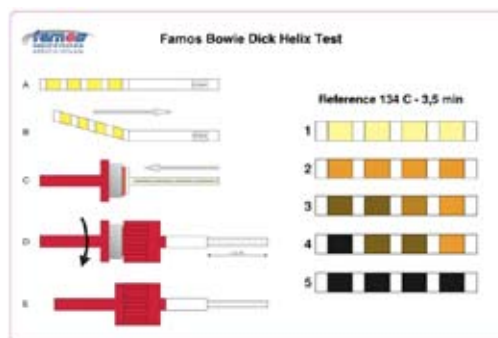 famos
Famos Bowie Dick Helix Test
A
B
C
D
E
Reference 134 C - 3,5 min
1
2
3
4
5